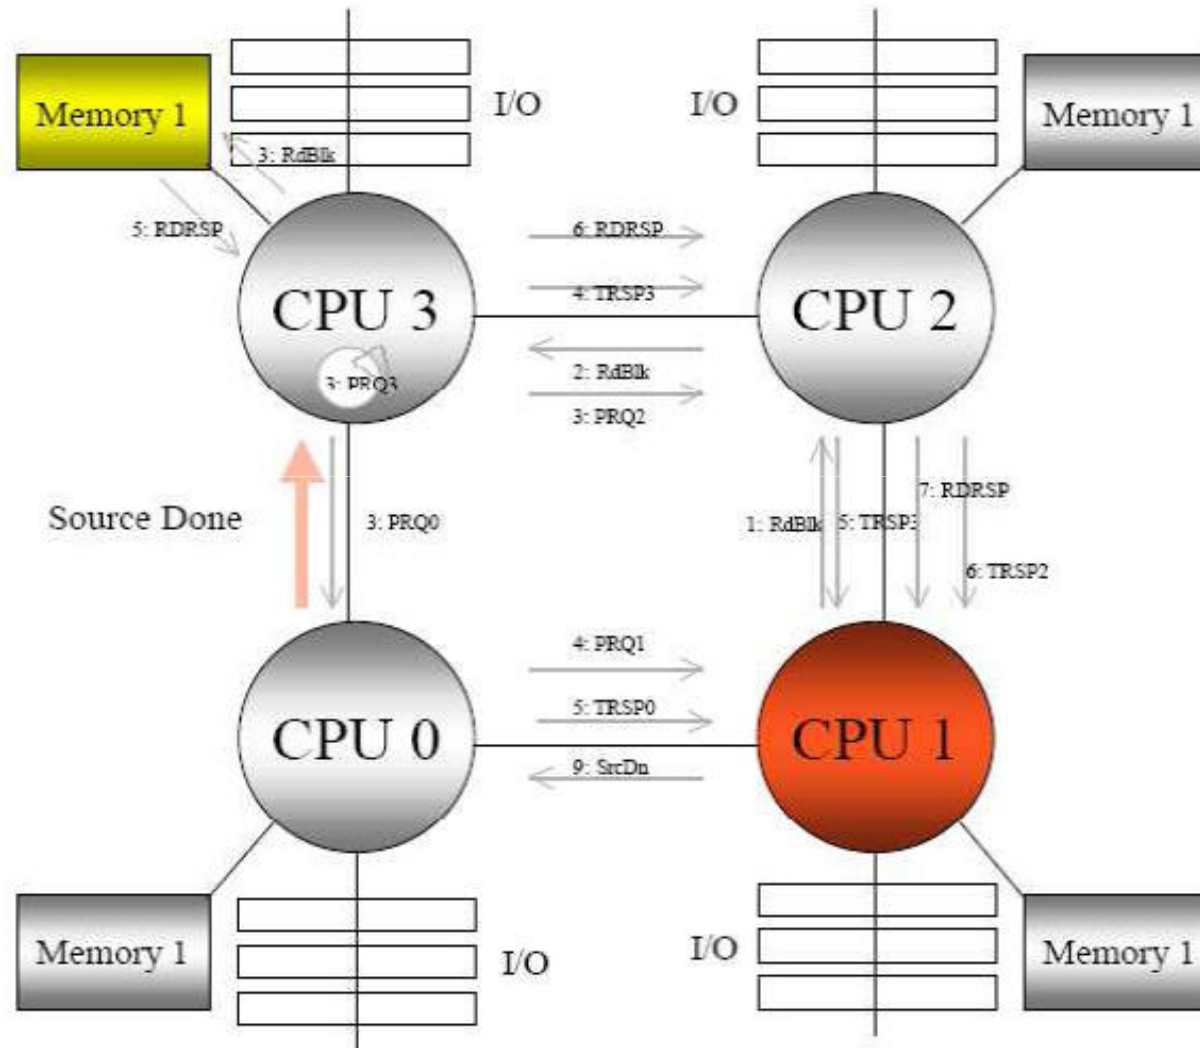 Memory 1
I/O
I/O
Memory 1
3: RdBlk
5: RDRSP
6: RDRSP
4: TRSP3
CPU 3
CPU 2
2: RdBlk
3: PRQ3
3: PRQ2
7: RDRSP
Source Done
3: PRQ0
1: RdBlk
5: TRSP3
6: TRSP2
4: PRQ1
5: TRSP0
CPU 0
CPU 1
9: SrcDn
Memory 1
I/O
I/O
Memory 1